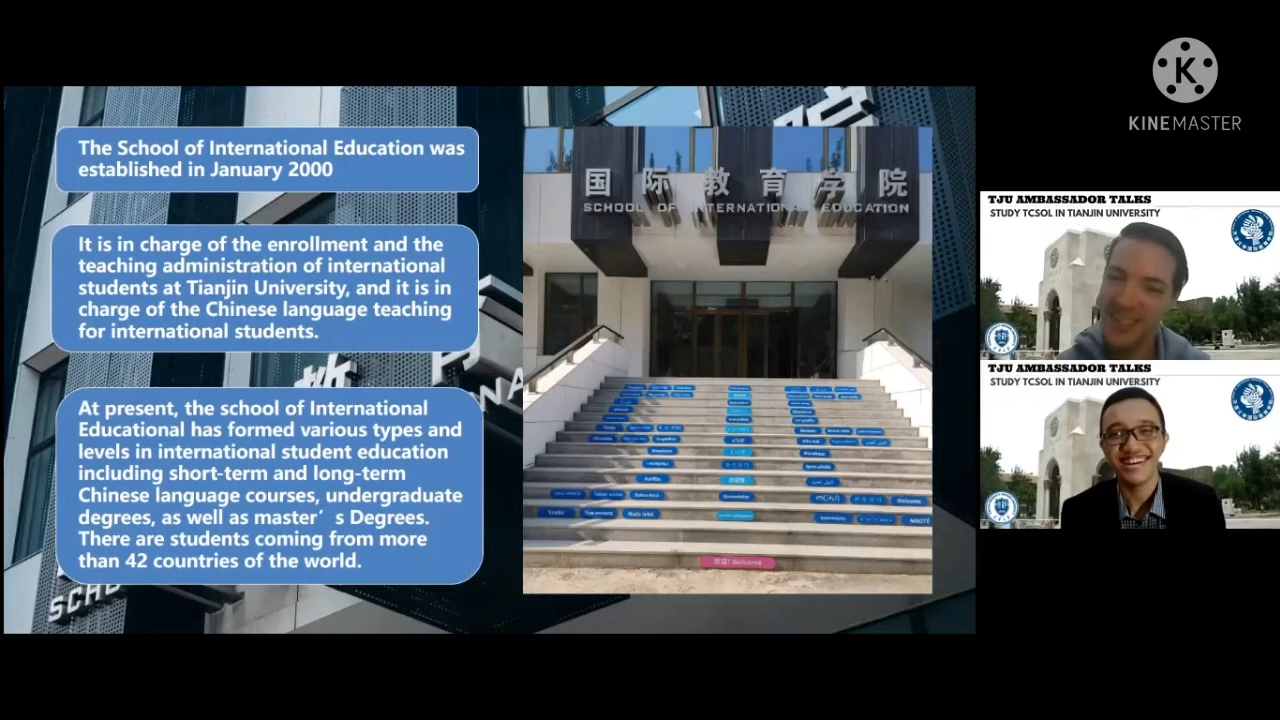 The School of International Education was
established in January 2000
It is in charge of the enrollment and the
teaching administration of international
students at Tianjin University, and it is in
charge of the Chinese language teaching
for international students.
At present, the school of International
Educational has formed various types and
levels in international student education
including short-term and long-term
Chinese language courses, undergraduate
degrees, as well as master’s Degrees.
There are students coming from more
than 42 countries of the world.
国际教育学院
SCHOOL OF INTERNATIONAL EDUCATION
欢迎! Welcome
K
KINEMASTER
TJU AMBASSADOR TALKS
STUDY TCSOL IN TIANJIN UNIVERSITY
TJU AMBASSADOR TALKS
STUDY TCSOL IN TIANJIN UNIVERSITY